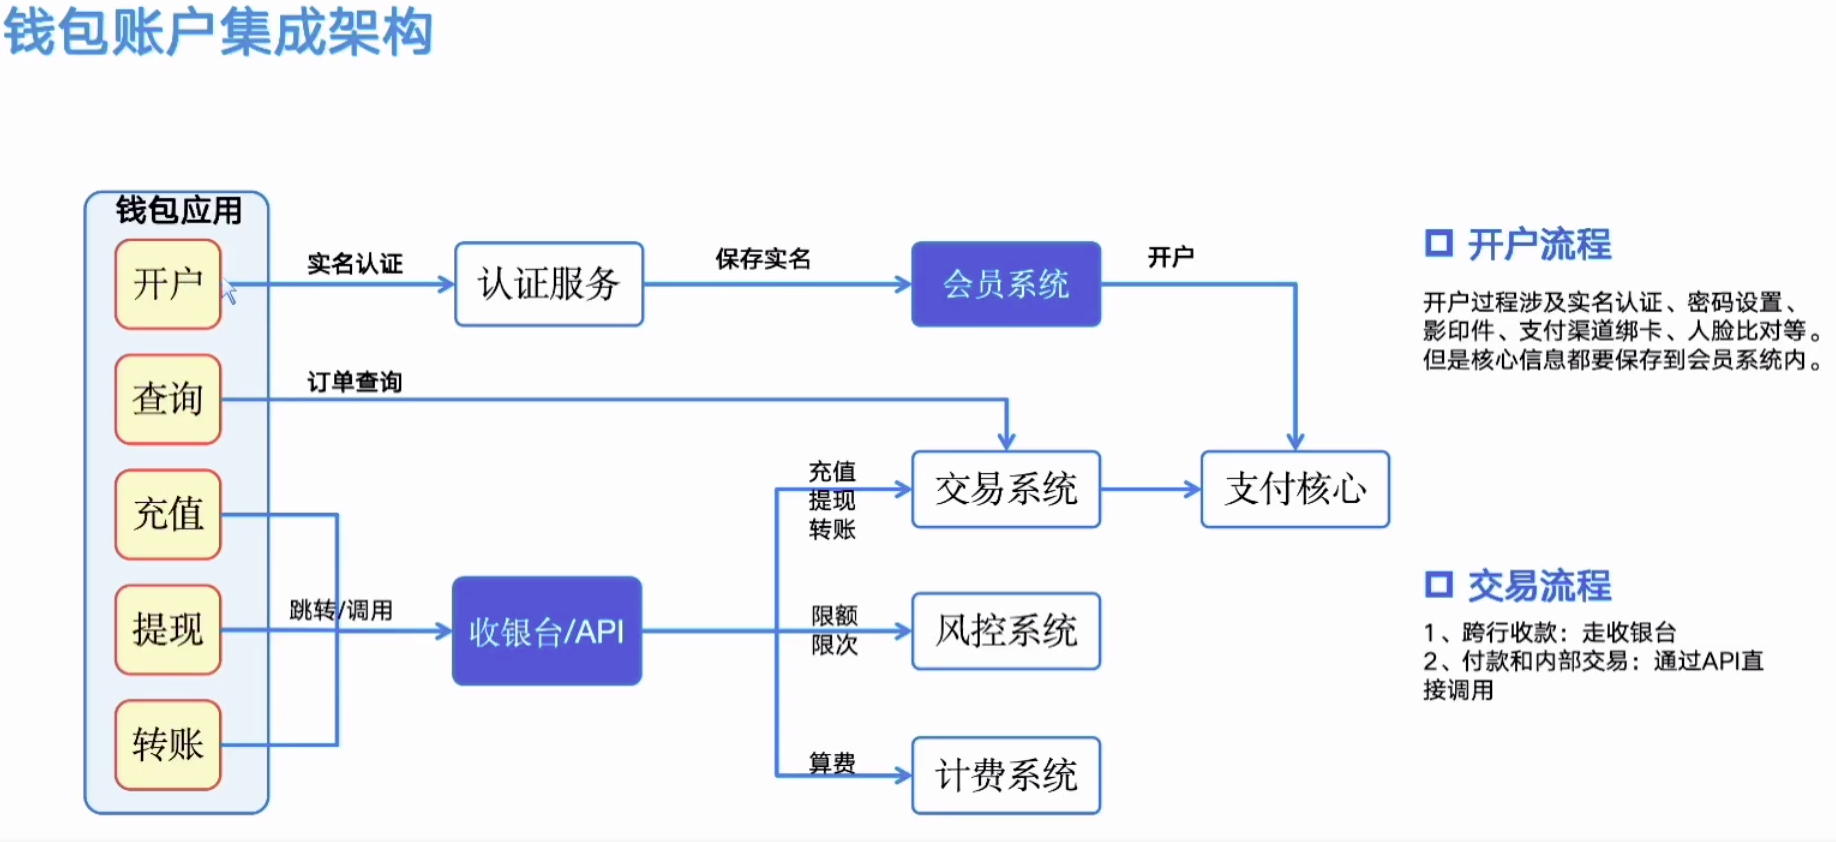 钱包账户集成架构
钱包应用
开户
实名认证
认证服务
保存实名
会员系统
开户
查询
订单查询
充值
提现
转账
跳转/调用
收银台/API
充值
提现
转账
交易系统
支付核心
限额
限次
风控系统
算费
计费系统
开户流程
开户过程涉及实名认证、密码设置、
影印件、支付渠道绑卡、人脸比对等。
但是核心信息都要保存到会员系统内。
交易流程
1、跨行收款：走收银台
2、付款和内部交易：通过API直
接调用